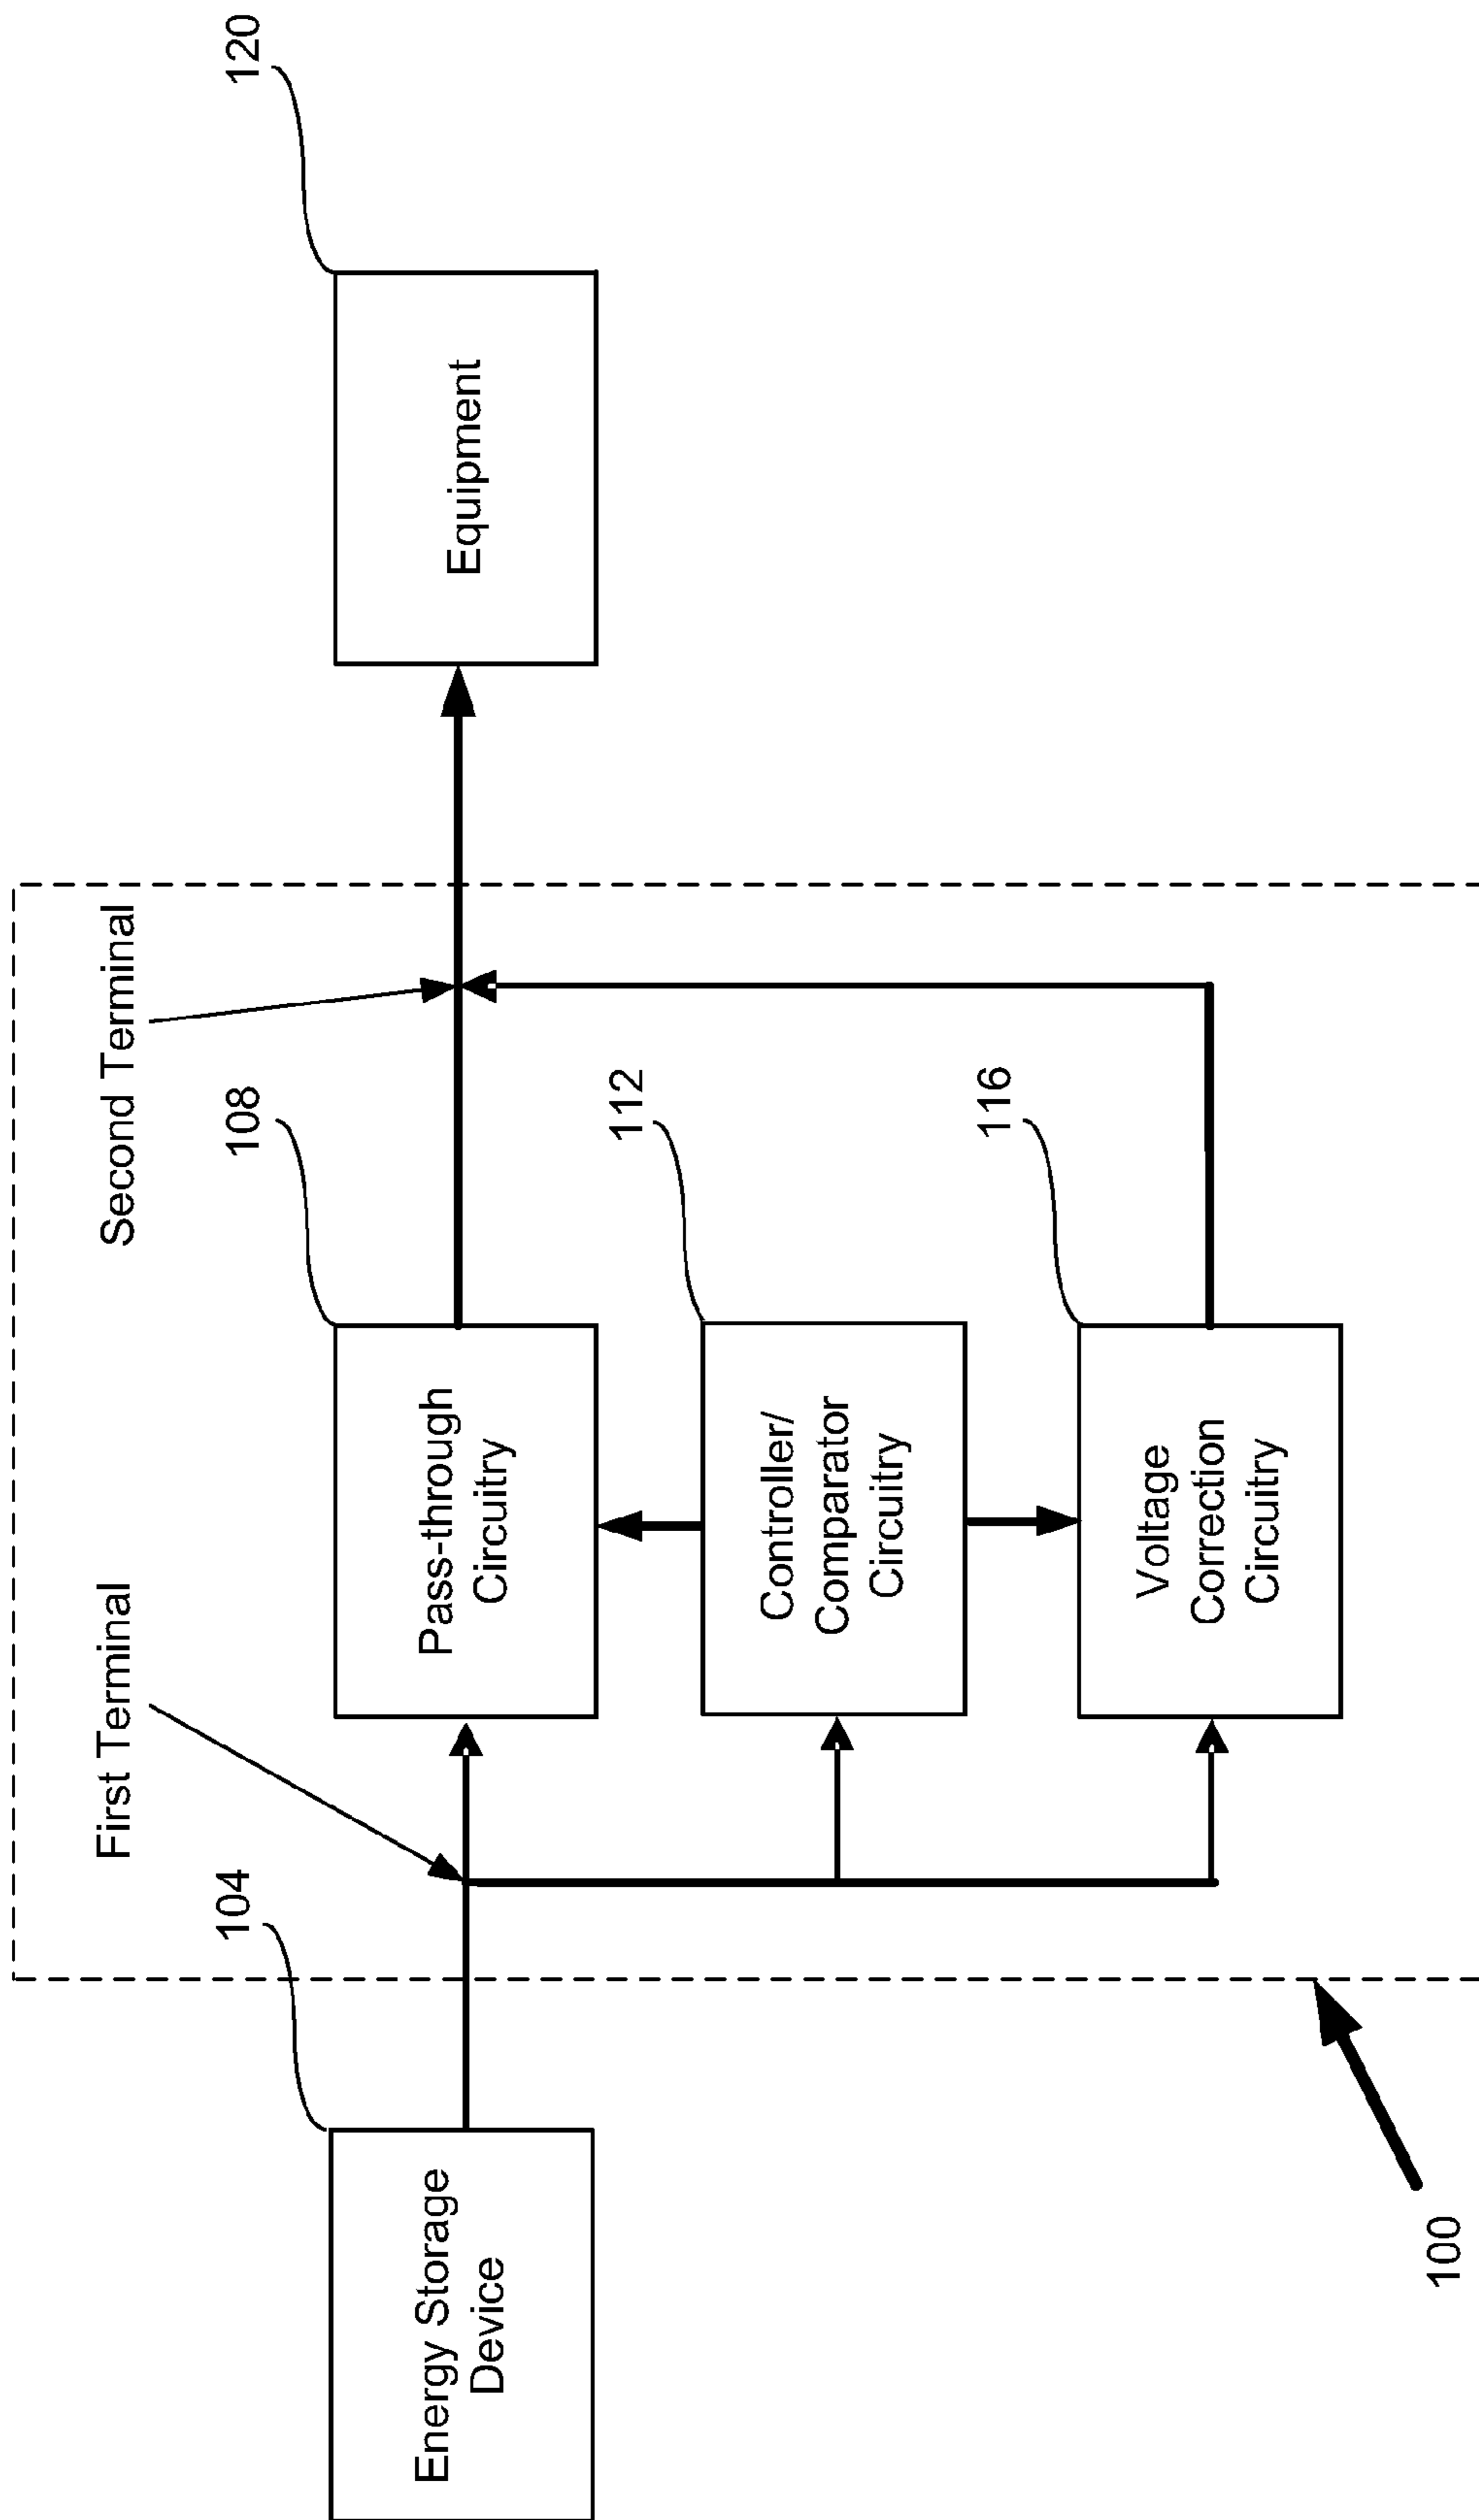 First Terminal
Second Terminal
104
108
120
Energy Storage
Device
Pass-through
Circuitry
Equipment
112
Controller/
Comparator
Circuitry
116
Voltage
Correction
Circuitry
100